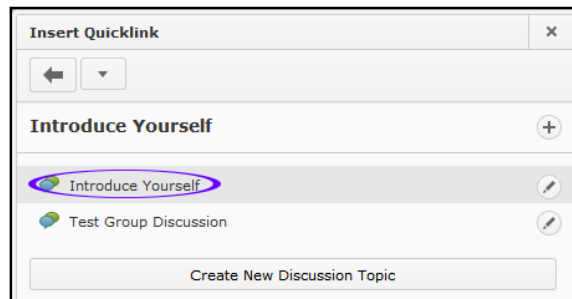 Insert Quicklink
Introduce Yourself
Introduce Yourself
Test Group Discussion
Create New Discussion Topic